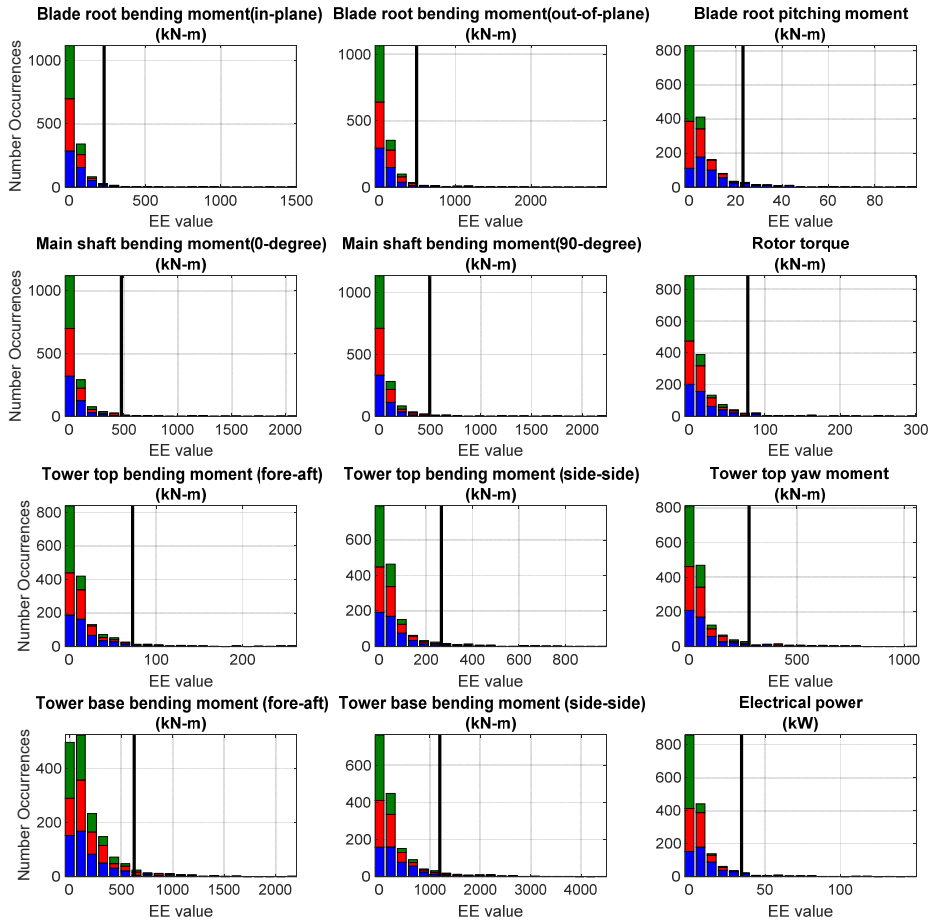 Blade root bending moment(in-plane) Blade root bending moment(out-of-plane) Blade root pitching moment
(kN-m) (kN-m) (kN-m)
1000 1000 800
600
500 500 400
200
0 0 0
0 500 1000 1500 0 1000 2000 0 20 40 60 80
Number Occurrences
EE value EE value EE value
Main shaft bending moment(0-degree) Main shaft bending moment(90-degree) Rotor torque
(kN-m) (kN-m) (kN-m)
1000 1000 800
600
500 500 400
200
0 0 0
0 500 1000 1500 2000 0 500 1000 1500 2000 0 100 200 300
Number Occurrences
EE value EE value EE value
Tower top bending moment (fore-aft) Tower top bending moment (side-side) Tower top yaw moment
(kN-m) (kN-m) (kN-m)
800 800
600 600 600
400 400 400
200 200 200
0 0 0
0 100 200 0 200 400 600 800 0 500 1000
Number Occurrences
EE value EE value EE value
Tower base bending moment (fore-aft) Tower base bending moment (side-side) Electrical power
(kN-m) (kN-m) (kW)
800
400 600 600
400 400
200 200 200
0 0 0
0 500 1000 1500 2000 0 1000 2000 3000 4000 0 50 100
Number Occurrences
EE value EE value EE value